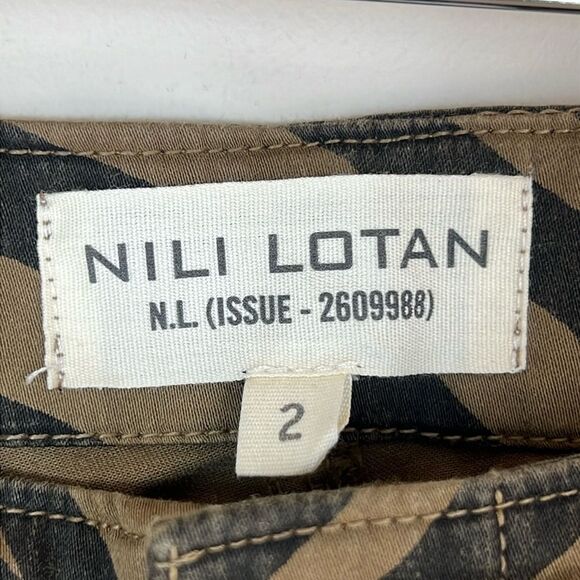 NILI LOTAN
N.L. (ISSUE - 2609988)
2